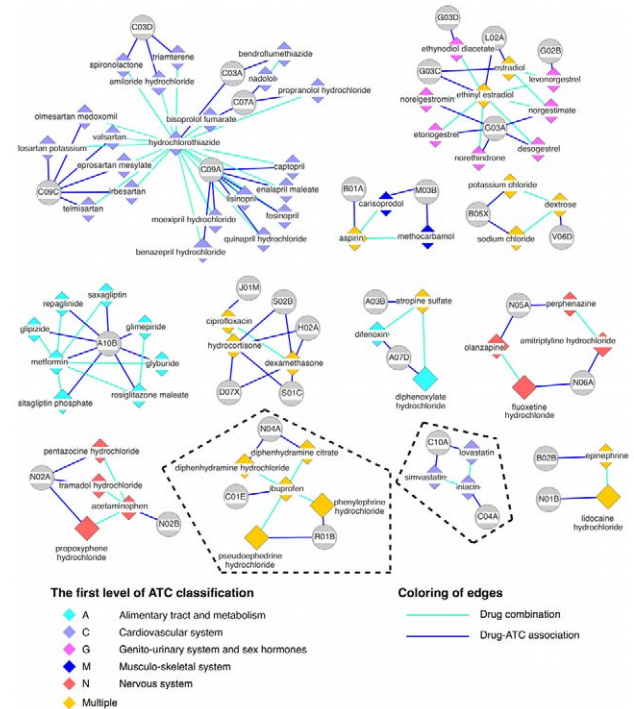 C03D
spironolactone
triamterene
amiloride hydrochloride
bendroflumethiazide
C03A
nadolol
C07A
propranolol hydrochloride
bisoprolol fumarate
hydrochlorothiazide
olmesartan medoxomil
valsartan
losartan potassium
eprosartan mesylate
C09C
irbesartan
telmisartan
C09A
captopril
enalapril maleate
lisinopril
fosinopril
moexipril hydrochloride
quinapril hydrochloride
benazepril hydrochloride
G03D
L02A
ethynodiol diacetate
G02B
G03C
estradiol
levonorgestrel
ethinyl estradiol
norelgestromin
norgestimate
etonogestrel
G03A
desogestrel
norethindrone
B01A
M03B
carisoprodol
aspirin
methocarbamol
potassium chloride
dextrose
B05X
sodium chloride
V06D
saxagliptin
repaglinide
glipizide
glimepiride
A10B
metformin
glyburide
sitagliptin phosphate
rosiglitazone maleate
J01M
S02B
ciprofloxacin
H02A
hydrocortisone
dexamethasone
D07X
S01C
A03B
atropine sulfate
difenoxin
A07D
diphenoxylate
hydrochloride
N05A
perphenazine
olanzapine
amitriptyline hydrochloride
N06A
fluoxetine
hydrochloride
pentazocine hydrochloride
N02A
tramadol hydrochloride
acetaminophen
N02B
propoxyphene
hydrochloride
N04A
diphenhydramine citrate
diphenhydramine hydrochloride
ibuprofen
C01E
phenylephrine
hydrochloride
R01B
pseudoephedrine
hydrochloride
C10A
lovastatin
simvastatin
niacin
C04A
B02B
epinephrine
N01B
lidocaine
hydrochloride
The first level of ATC classification
A Alimentary tract and metabolism
C Cardiovascular system
G Genito-urinary system and sex hormones
M Musculo-skeletal system
N Nervous system
Multiple
Coloring of edges
Drug combination
Drug-ATC association